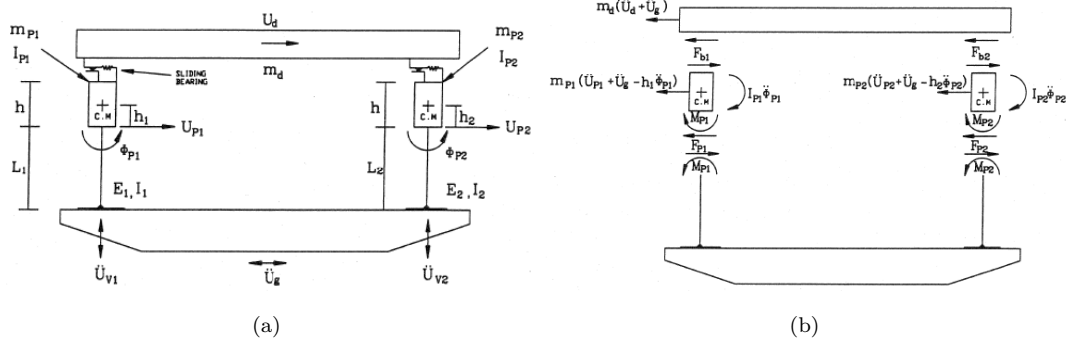 U_d
m_P1
I_P1
m_P2
I_P2
m_d
SLIDING
BEARING
h
C.M
h_1
U_P1
Φ_P1
L_1
E_1, I_1
h
C.M
h_2
U_P2
Φ_P2
L_2
E_2, I_2
Ü_V1
Ü_g
Ü_V2
(a)
m_d(Ü_d+Ü_g)
F_b1
F_b2
m_P1(Ü_P1+Ü_g-h_1Φ̈_P1)
C.M
I_P1Φ̈_P1
m_P2(Ü_P2+Ü_g-h_2Φ̈_P2)
C.M
I_P2Φ̈_P2
M_P1
M_P2
F_P1
F_P2
M_P1
M_P2
(b)